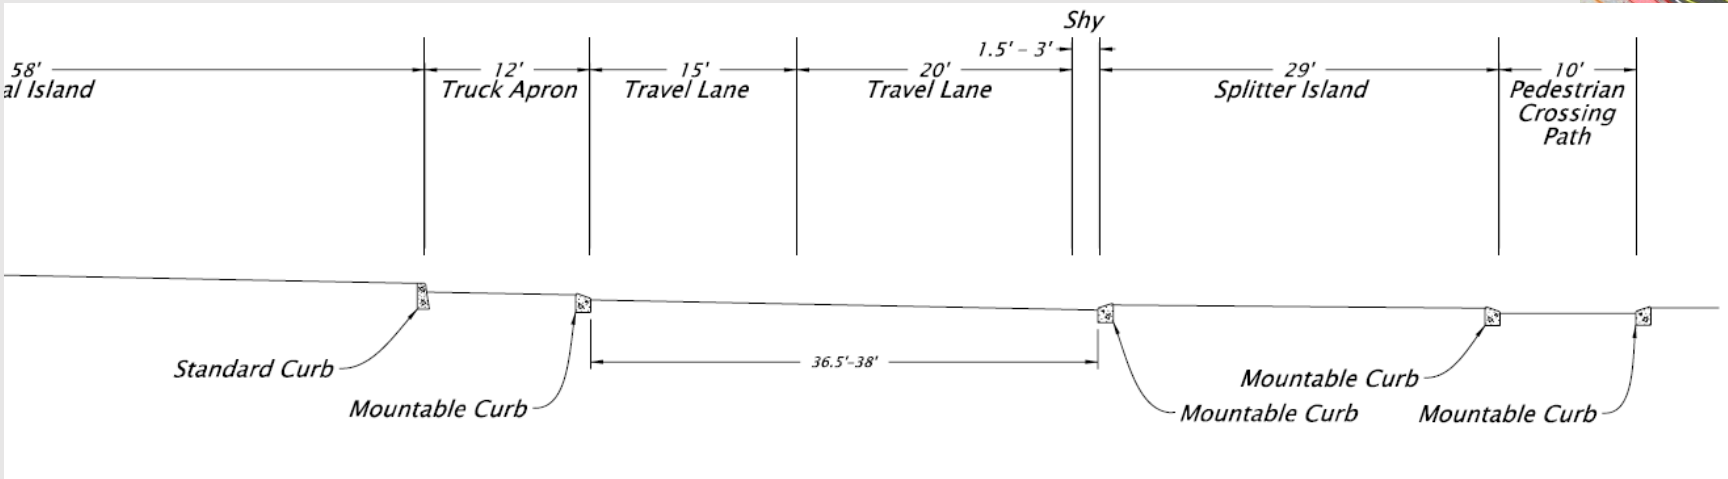 Shy
1.5' – 3'
58'
al Island
12'
Truck Apron
15'
Travel Lane
20'
Travel Lane
29'
Splitter Island
10'
Pedestrian
Crossing
Path
36.5'–38'
Standard Curb
Mountable Curb
Mountable Curb
Mountable Curb
Mountable Curb